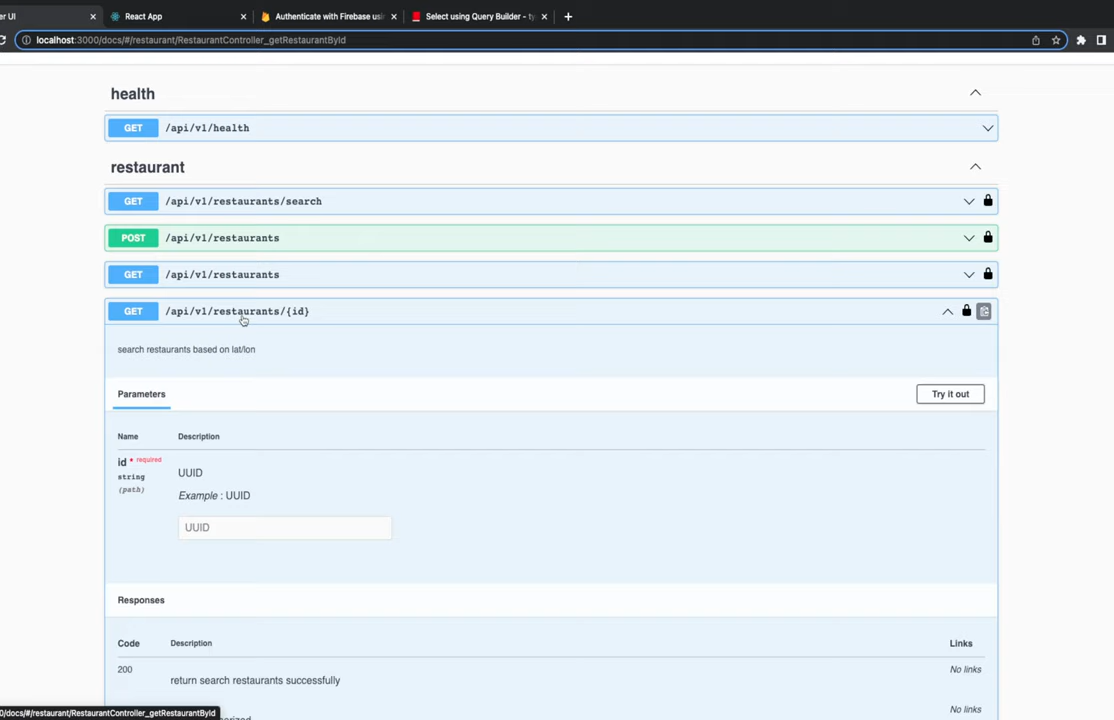 er UI
React App
Authenticate with Firebase usin
Select using Query Builder - ty
localhost:3000/docs/#/restaurant/RestaurantController_getRestaurantById
health
GET /api/v1/health
restaurant
GET /api/v1/restaurants/search
POST /api/v1/restaurants
GET /api/v1/restaurants
GET /api/v1/restaurants/{id}
search restaurants based on lat/lon
Parameters
Try it out
Name Description
id * required
string
(path)
UUID
Example : UUID
UUID
Responses
Code Description Links
200 No links
return search restaurants successfully
No links
0/docs/#/restaurant/RestaurantController_getRestaurantById